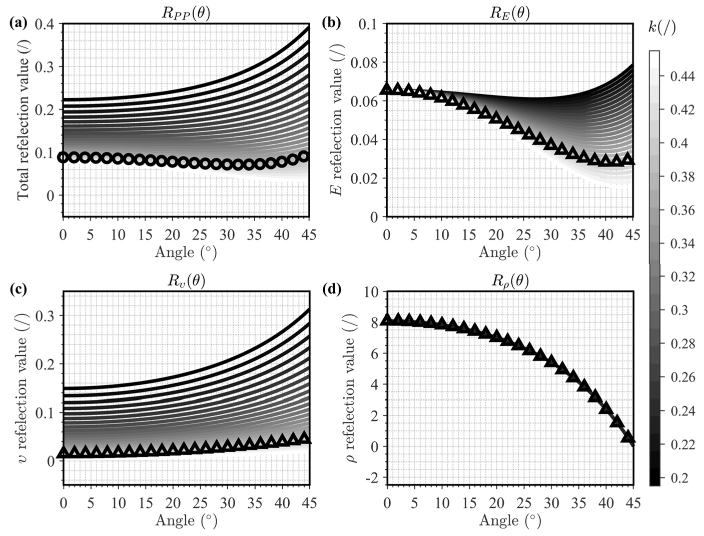 (a) R_PP(θ)
Total refelection value (/)
0.4
0.3
0.2
0.1
0
0 5 10 15 20 25 30 35 40 45
Angle (°)
(b) R_E(θ)
E refelection value (/)
0.1
0.08
0.06
0.04
0.02
0
0 5 10 15 20 25 30 35 40 45
Angle (°)
k(/)
0.44
0.42
0.4
0.38
0.36
0.34
0.32
0.3
0.28
0.26
0.24
0.22
0.2
(c) R_υ(θ)
υ refelection value (/)
0.3
0.2
0.1
0
0 5 10 15 20 25 30 35 40 45
Angle (°)
(d) R_ρ(θ)
ρ refelection value (/)
10
8
6
4
2
0
-2
0 5 10 15 20 25 30 35 40 45
Angle (°)